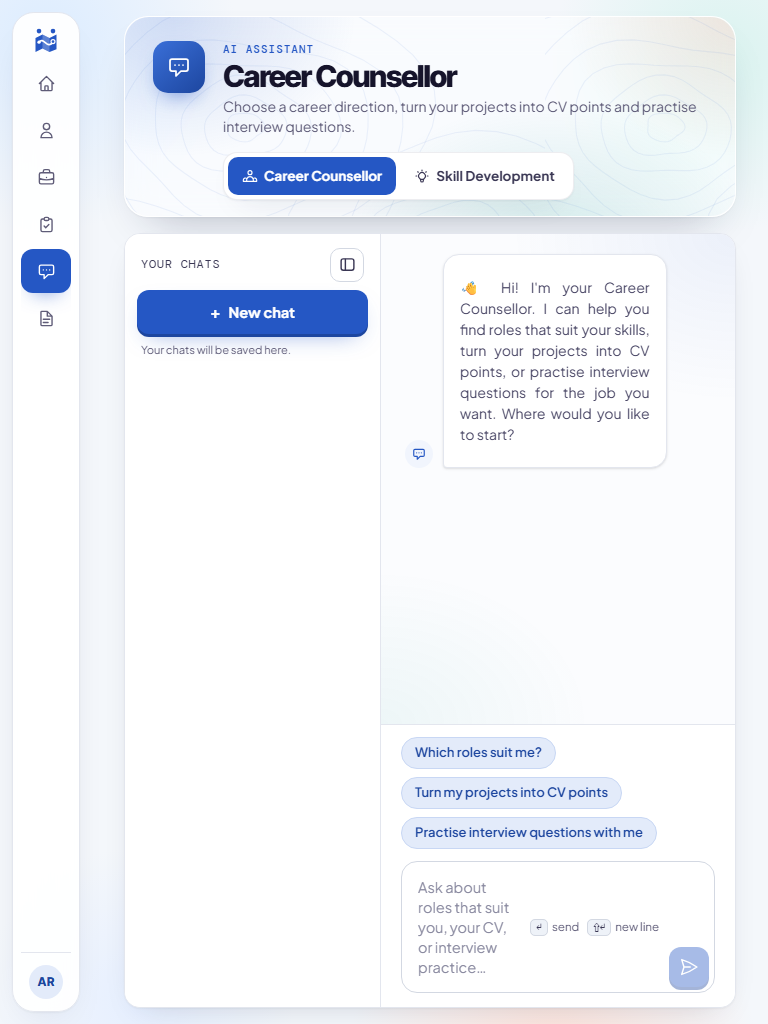 AI ASSISTANT
Career Counsellor
Choose a career direction, turn your projects into CV points and practise
interview questions.
Career Counsellor
Skill Development
YOUR CHATS
+ New chat
Your chats will be saved here.
👋 Hi! I'm your Career
Counsellor. I can help you
find roles that suit your skills,
turn your projects into CV
points, or practise interview
questions for the job you
want. Where would you like
to start?
Which roles suit me?
Turn my projects into CV points
Practise interview questions with me
Ask about
roles that suit
you, your CV,
or interview
practice…
↵ send ⇧↵ new line
AR